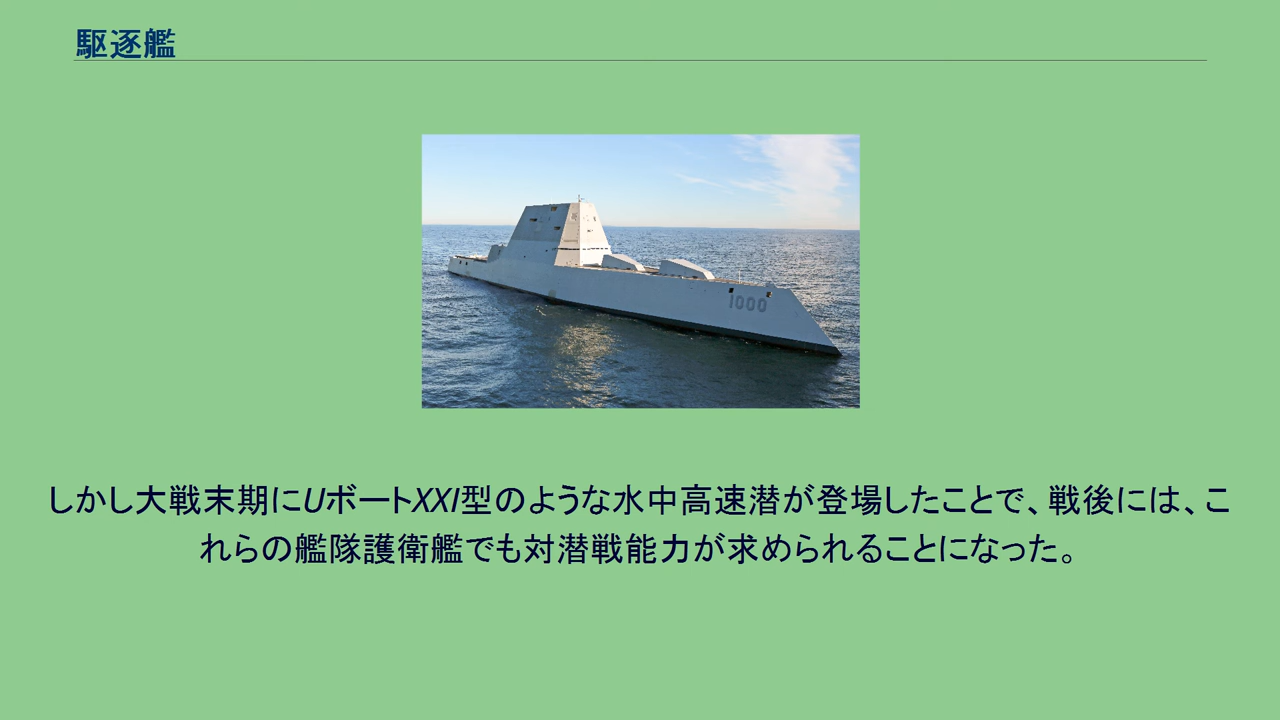 駆逐艦
1000
しかし大戦末期にUボートXXI型のような水中高速潜が登場したことで、戦後には、こ
れらの艦隊護衛艦でも対潜戦能力が求められることになった。